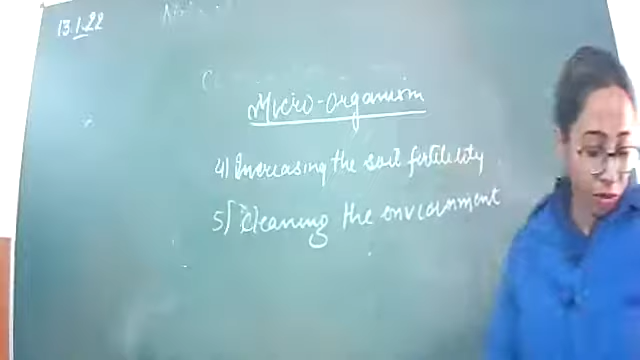 13.1.22
Micro-organism
4) Increasing the soil fertility
5) Cleaning the environment